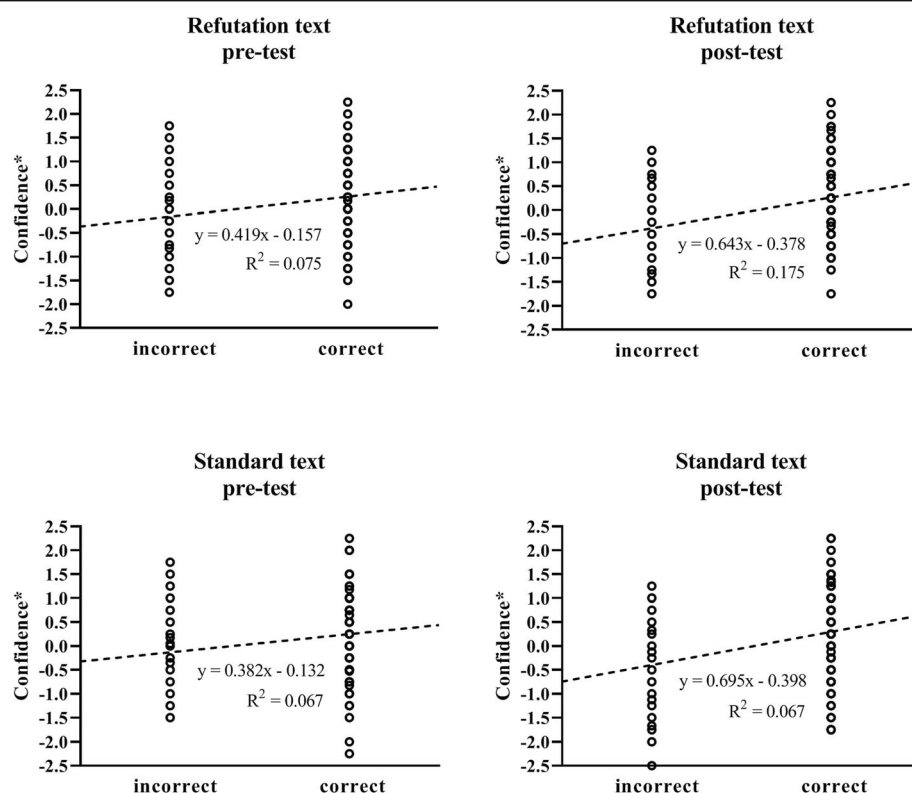 Refutation text
pre-test
Confidence*
2.5
2.0
1.5
1.0
0.5
0.0
-0.5
-1.0
-1.5
-2.0
-2.5
y = 0.419x - 0.157
R² = 0.075
incorrect correct
Refutation text
post-test
Confidence*
2.5
2.0
1.5
1.0
0.5
0.0
-0.5
-1.0
-1.5
-2.0
-2.5
y = 0.643x - 0.378
R² = 0.175
incorrect correct
Standard text
pre-test
Confidence*
2.5
2.0
1.5
1.0
0.5
0.0
-0.5
-1.0
-1.5
-2.0
-2.5
y = 0.382x - 0.132
R² = 0.067
incorrect correct
Standard text
post-test
Confidence*
2.5
2.0
1.5
1.0
0.5
0.0
-0.5
-1.0
-1.5
-2.0
-2.5
y = 0.695x - 0.398
R² = 0.067
incorrect correct